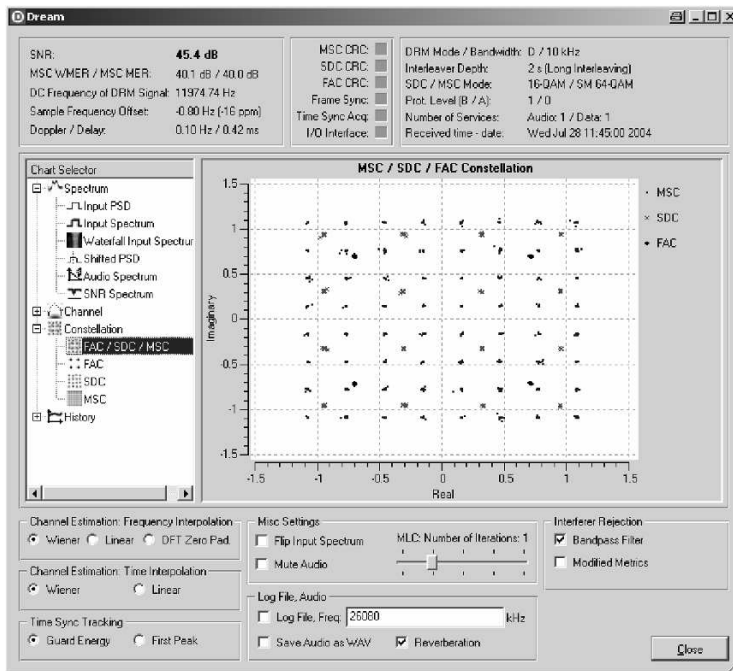 Dream
SNR: 45.4 dB
MSC WMER / MSC MER: 40.1 dB / 40.0 dB
DC Frequency of DRM Signal: 11974.74 Hz
Sample Frequency Offset: -0.80 Hz (-16 ppm)
Doppler / Delay: 0.10 Hz / 0.42 ms
MSC CRC:
SDC CRC:
FAC CRC:
Frame Sync:
Time Sync Acq:
I/O Interface:
DRM Mode / Bandwidth: D / 10 kHz
Interleaver Depth: 2 s (Long Interleaving)
SDC / MSC Mode: 16-QAM / SM 64-QAM
Prot. Level (B / A): 1 / 0
Number of Services: Audio: 1 / Data: 1
Received time - date: Wed Jul 28 11:45:00 2004
Chart Selector
Spectrum
Input PSD
Input Spectrum
Waterfall Input Spectrur
Shifted PSD
Audio Spectrum
SNR Spectrum
Channel
Constellation
FAC / SDC / MSC
FAC
SDC
MSC
History
MSC / SDC / FAC Constellation
1.5
1
0.5
0
-0.5
-1
-1.5
Imaginary
-1.5 -1 -0.5 0 0.5 1 1.5
Real
MSC
SDC
FAC
Channel Estimation: Frequency Interpolation
Wiener Linear DFT Zero Pad.
Channel Estimation: Time Interpolation
Wiener Linear
Time Sync Tracking
Guard Energy First Peak
Misc Settings
Flip Input Spectrum
Mute Audio
MLC: Number of Iterations: 1
Log File, Audio
Log File, Freq: 26080 kHz
Save Audio as WAV Reverberation
Interferer Rejection
Bandpass Filter
Modified Metrics
Close